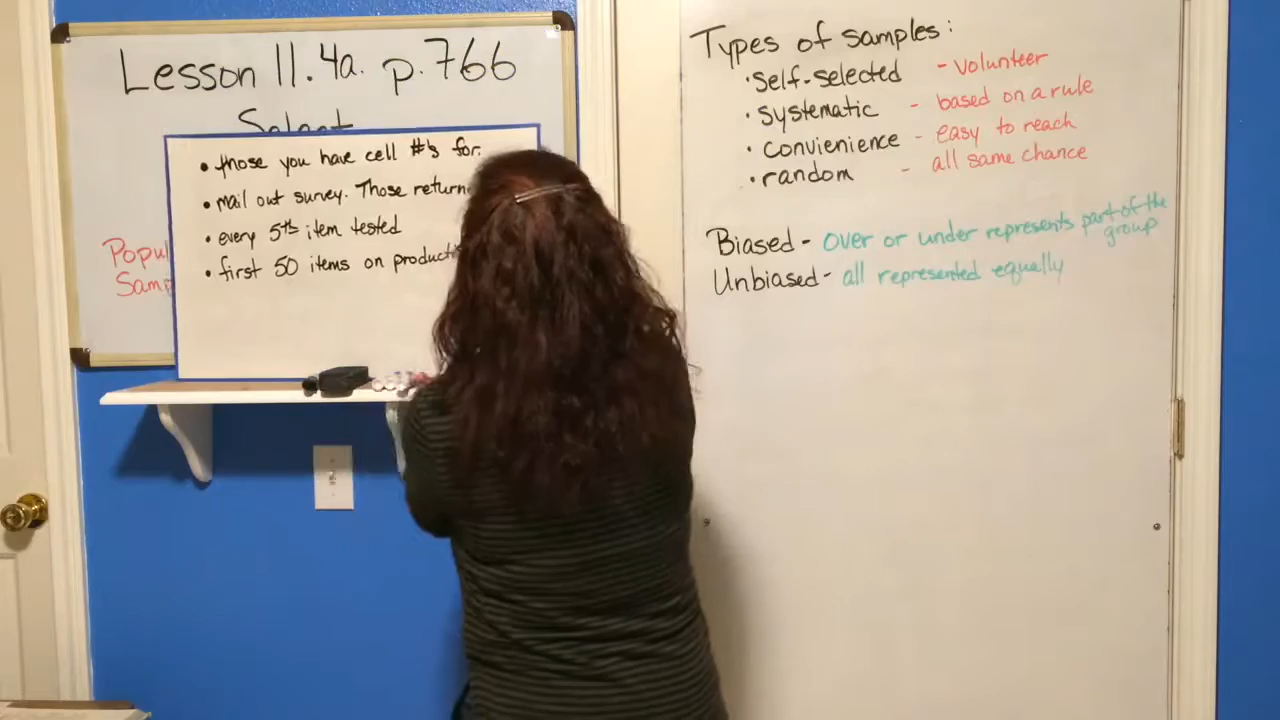 Lesson 11.4a. p.766
• those you have cell #'s for.
• mail out survey. Those return
• every 5th item tested
• first 50 items on product
Popul
Samp
Types of samples:
• Self-selected - volunteer
• systematic - based on a rule
• convienience - easy to reach
• random - all same chance
Biased - over or under represents part of the
group
Unbiased - all represented equally